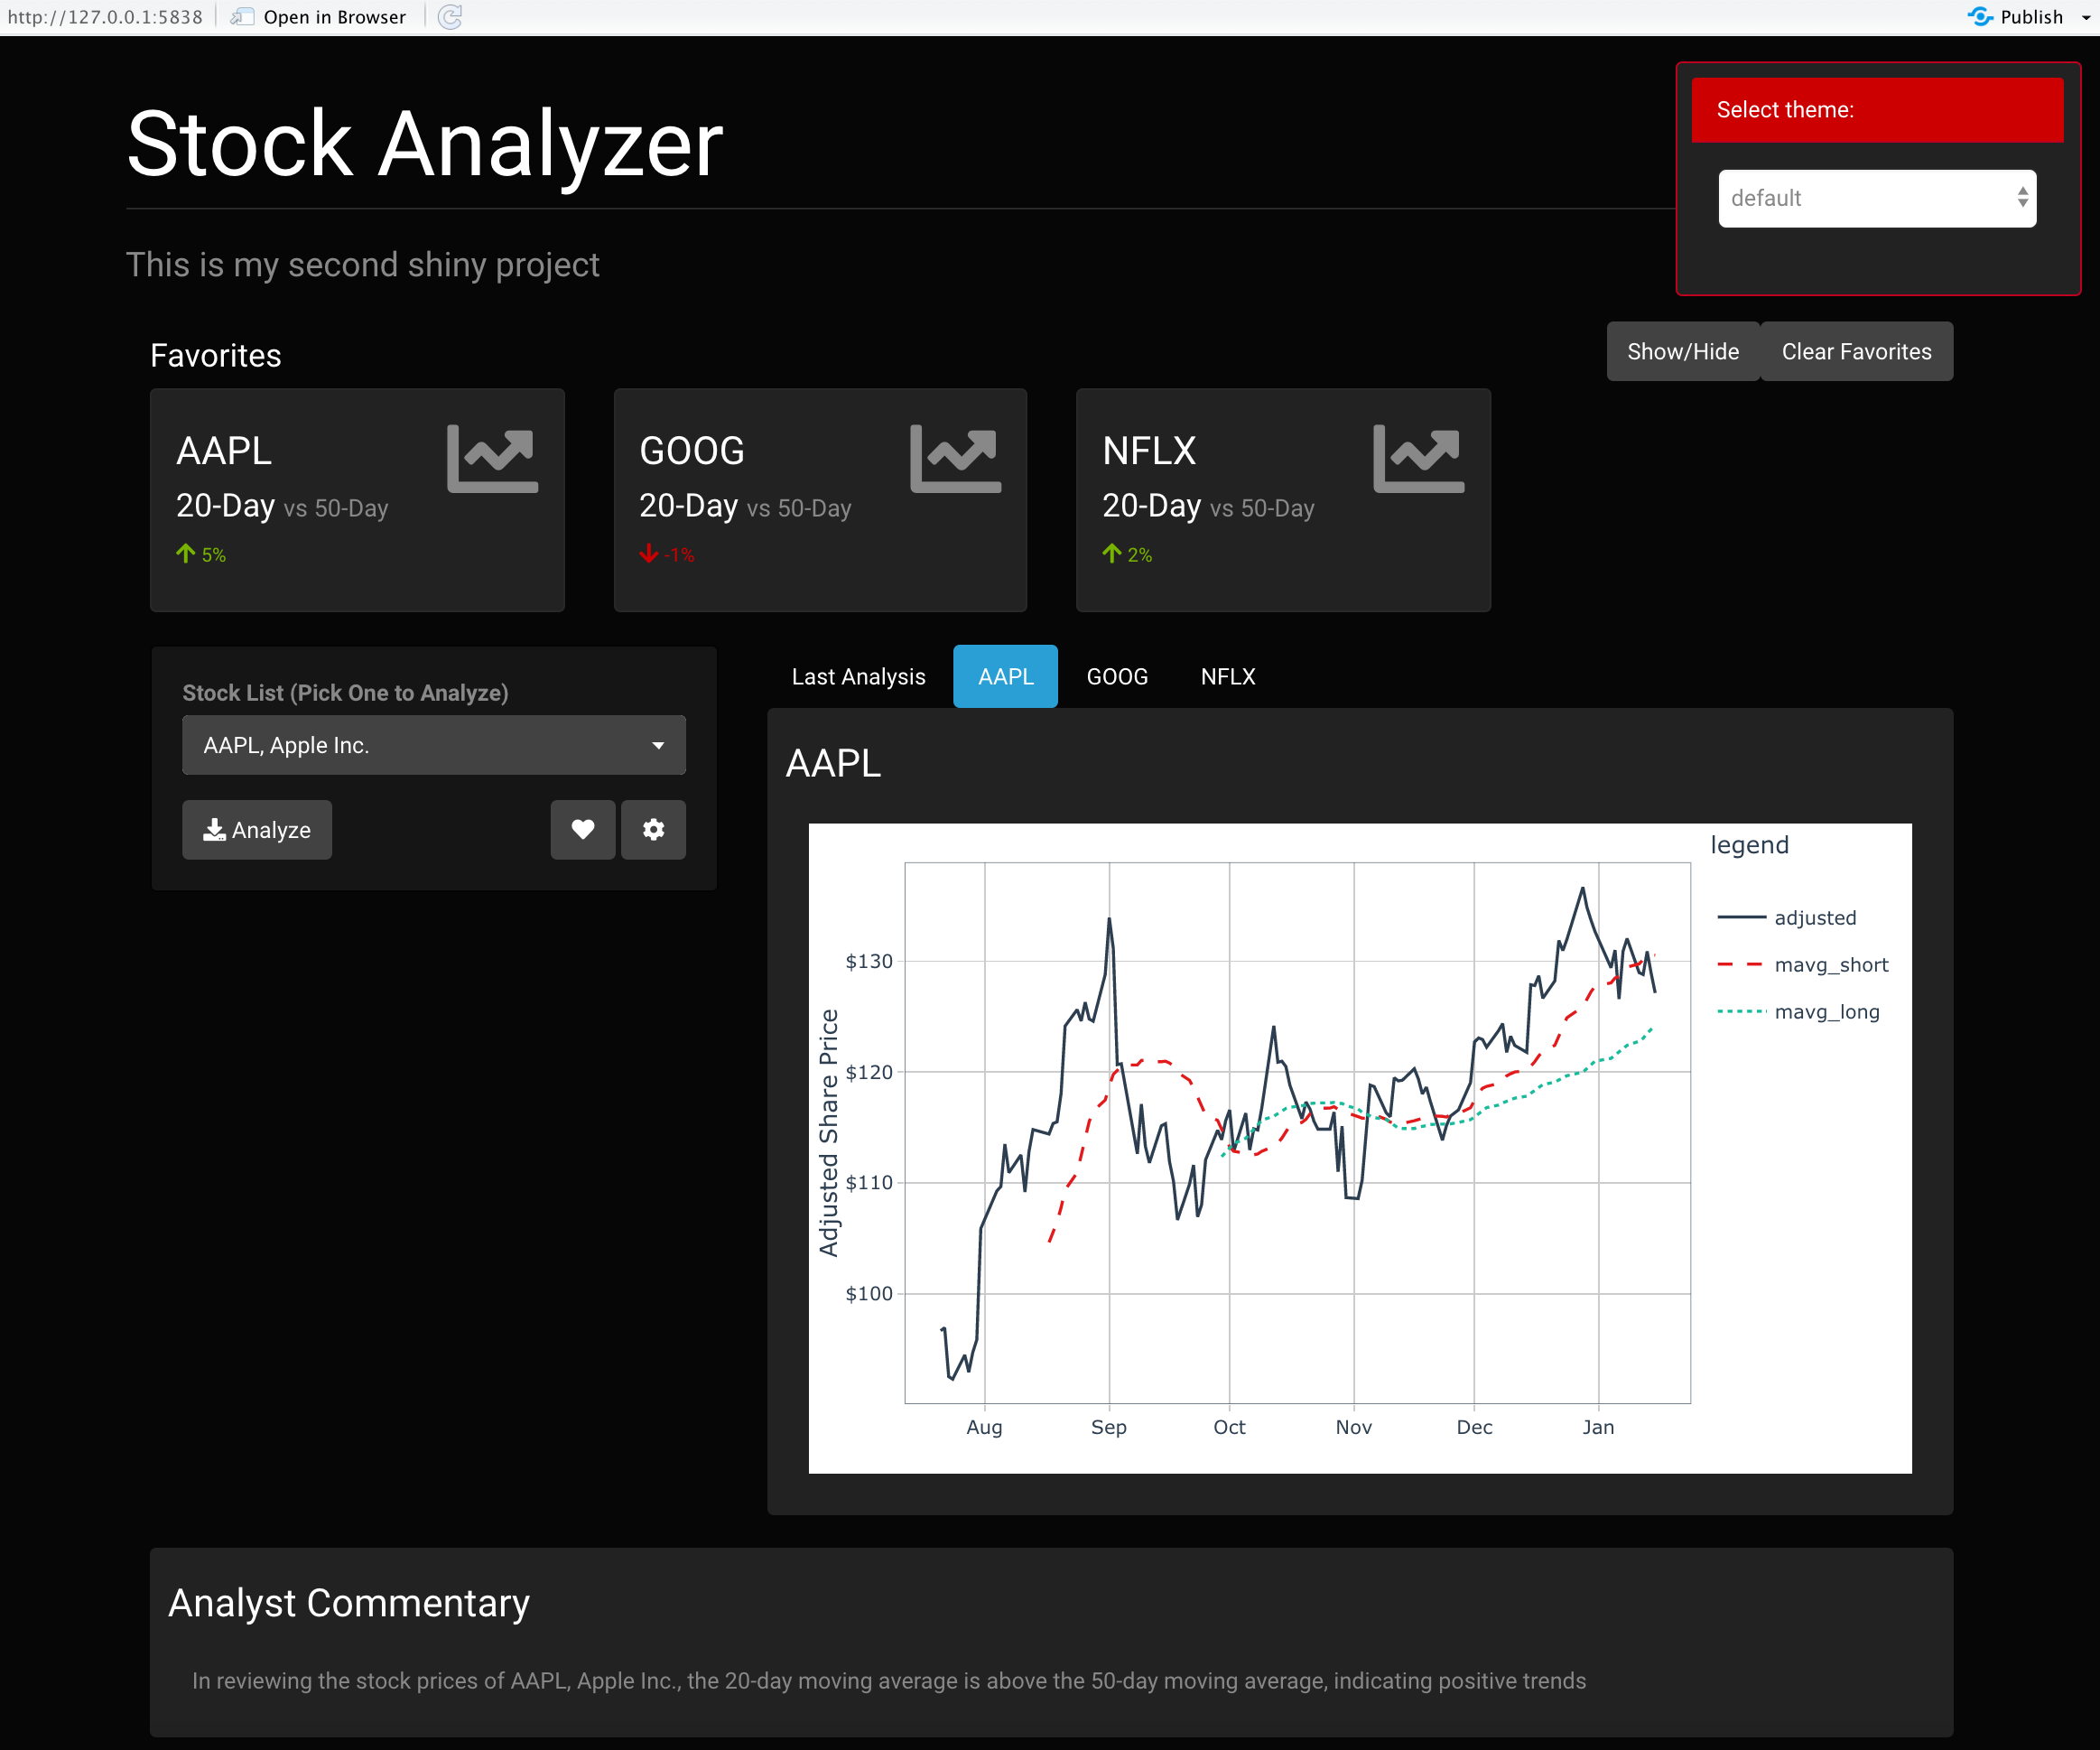 http://127.0.0.1:5838 Open in Browser Publish
Select theme:
default
Stock Analyzer
This is my second shiny project
Favorites
Show/Hide Clear Favorites
AAPL
20-Day vs 50-Day
5%
GOOG
20-Day vs 50-Day
-1%
NFLX
20-Day vs 50-Day
2%
Stock List (Pick One to Analyze)
AAPL, Apple Inc.
Analyze
Last Analysis AAPL GOOG NFLX
AAPL
legend
adjusted
mavg_short
mavg_long
Adjusted Share Price
$130
$120
$110
$100
Aug Sep Oct Nov Dec Jan
Analyst Commentary
In reviewing the stock prices of AAPL, Apple Inc., the 20-day moving average is above the 50-day moving average, indicating positive trends